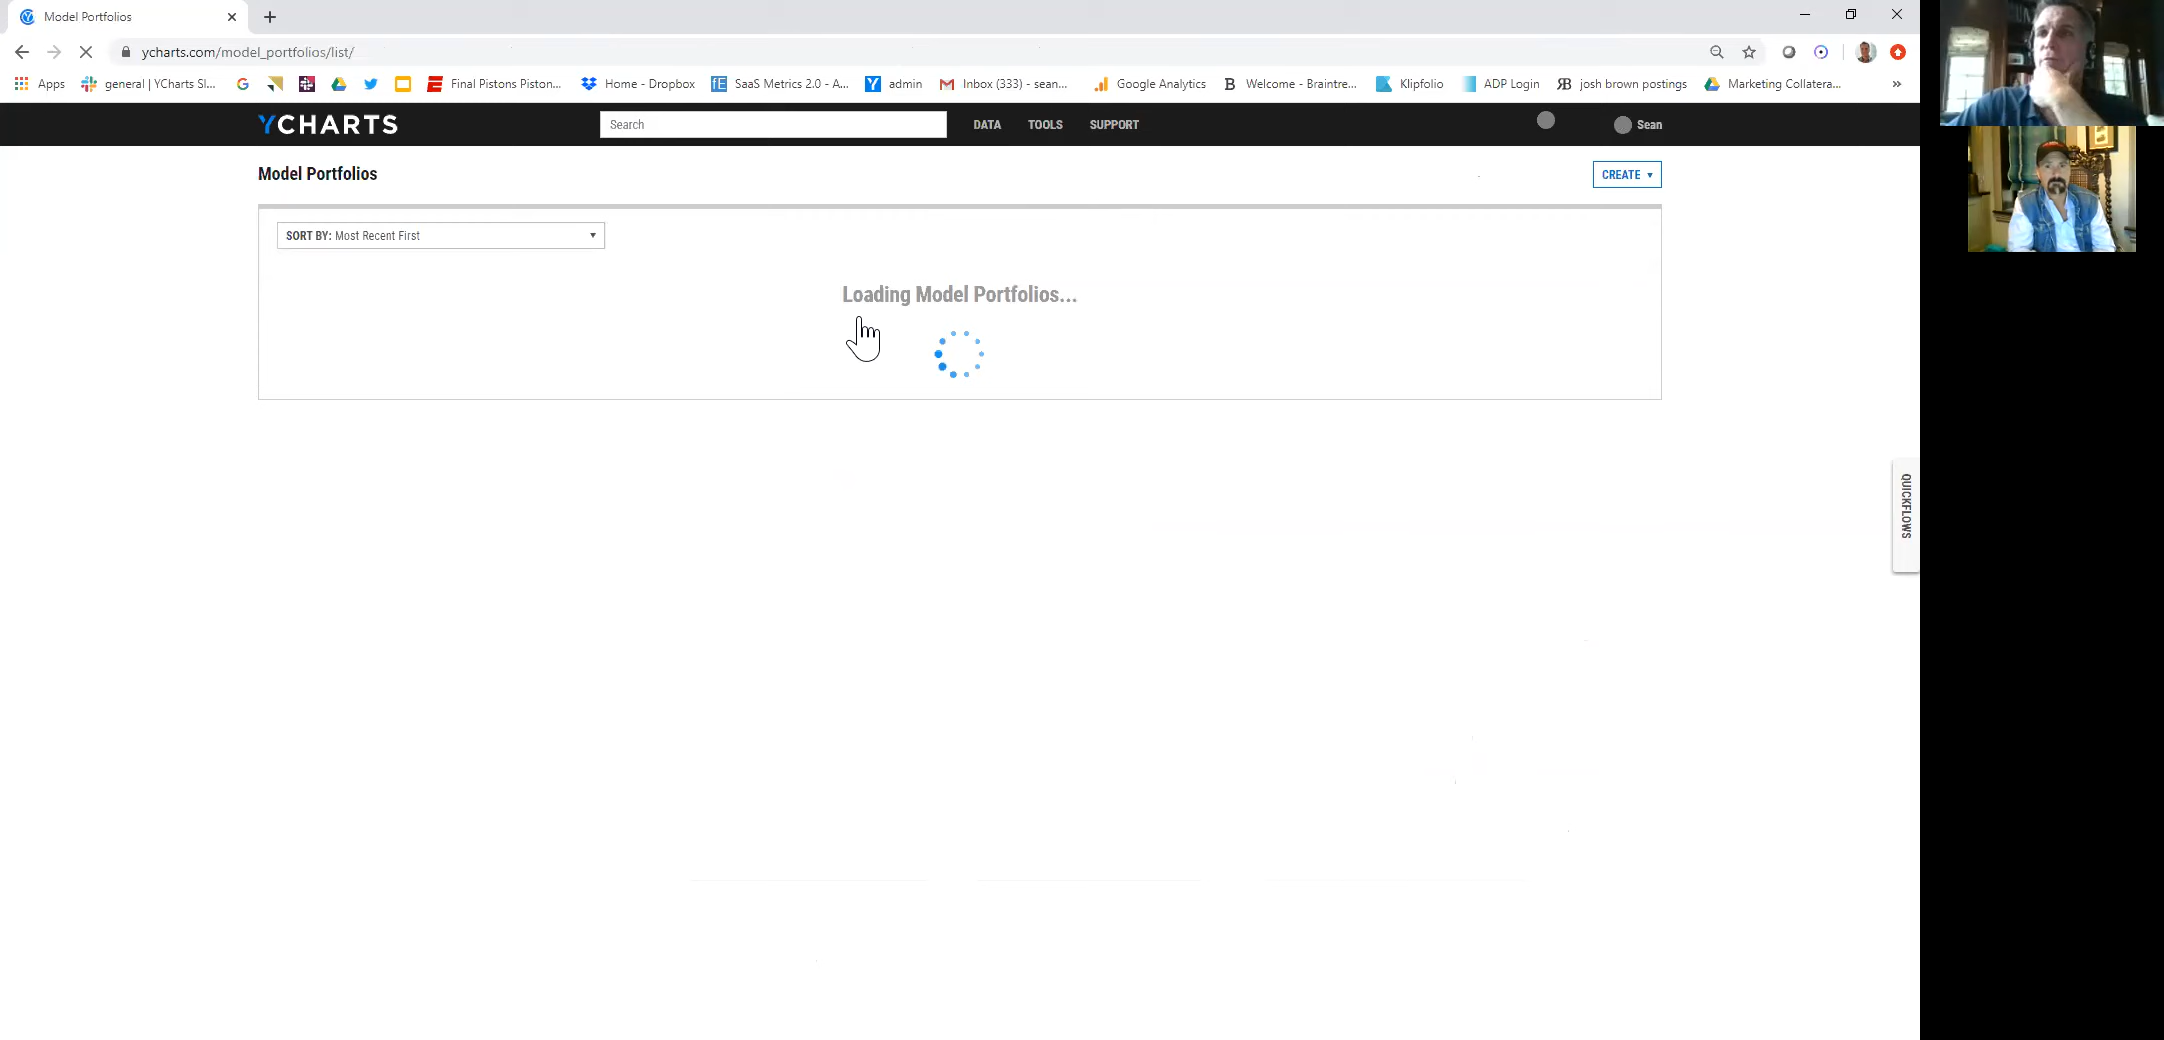 Model Portfolios
ycharts.com/model_portfolios/list/
Apps general | YCharts Sl... Final Pistons Piston... Home - Dropbox SaaS Metrics 2.0 - A... admin Inbox (333) - sean... Google Analytics Welcome - Braintre... Klipfolio ADP Login josh brown postings Marketing Collatera... »
YCHARTS Search DATA TOOLS SUPPORT Sean
Model Portfolios CREATE
SORT BY: Most Recent First
Loading Model Portfolios...
QUICKFLOWS